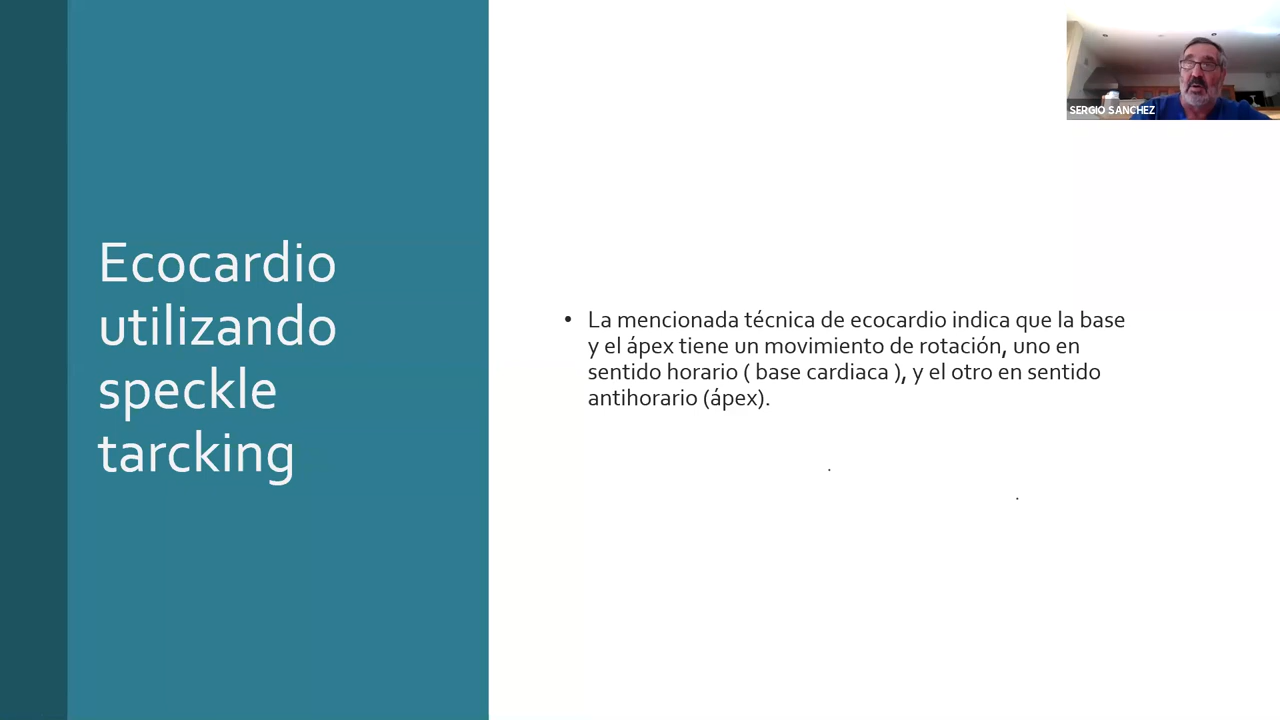 Ecocardio
utilizando
speckle
tarcking
• La mencionada técnica de ecocardio indica que la base
y el ápex tiene un movimiento de rotación, uno en
sentido horario ( base cardiaca ), y el otro en sentido
antihorario (ápex).
SERGIO SANCHEZ